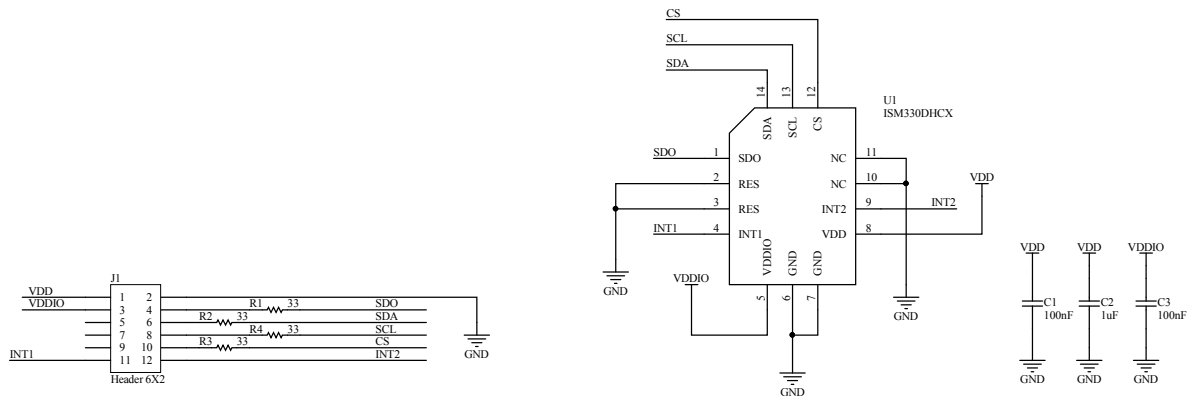 CS
SCL
SDA
14
13
12
U1
ISM330DHCX
SDA
SCL
CS
SDO 1 SDO NC 11
2 RES NC 10 VDD
3 RES INT2 9 INT2
INT1 4 INT1 VDD 8
VDDIO GND GND
VDDIO
5 6 7
GND
GND
GND
J1
VDD 1 2
VDDIO 3 4 R1 33 SDO
5 6 R2 33 SDA
7 8 R4 33 SCL
9 10 R3 33 CS
INT1 11 12 INT2
Header 6X2
GND
VDD VDD VDDIO
C1 C2 C3
100nF 1uF 100nF
GND GND GND